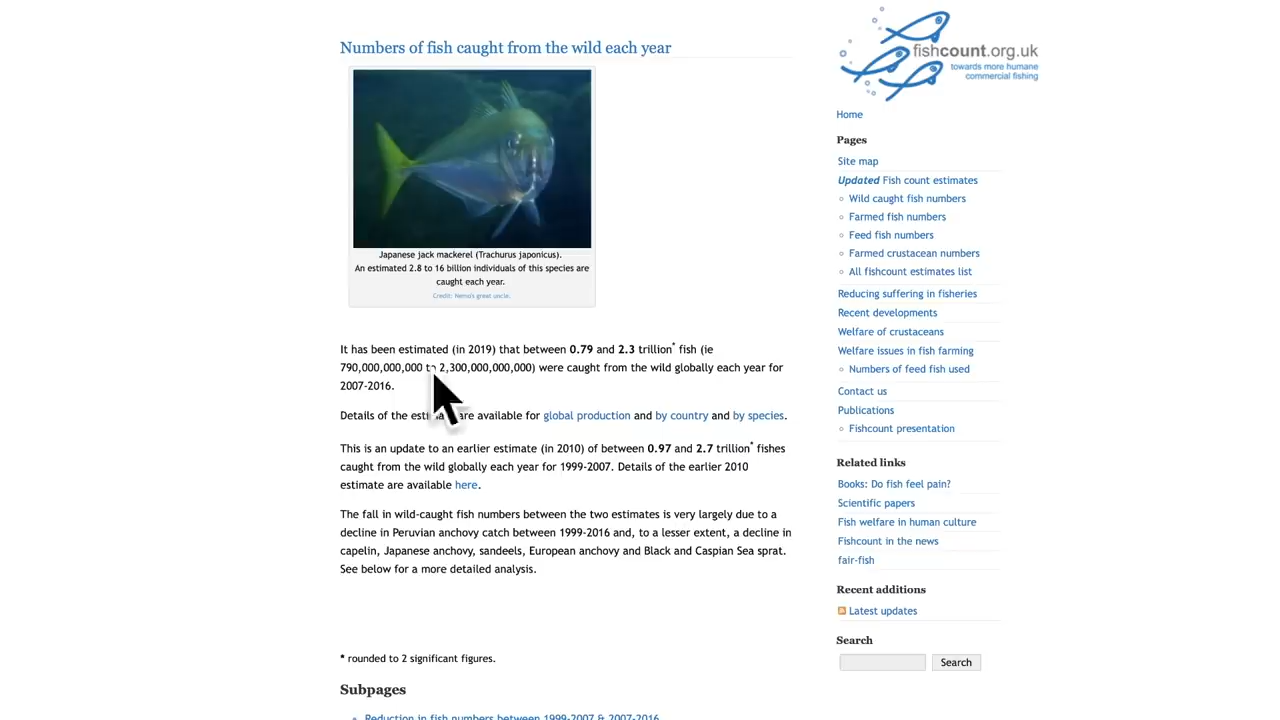 Numbers of fish caught from the wild each year
Japanese jack mackerel (Trachurus japonicus).
An estimated 2.8 to 16 billion individuals of this species are
caught each year.
Credit: Nemo's great uncle.
It has been estimated (in 2019) that between 0.79 and 2.3 trillion* fish (ie
790,000,000,000 to 2,300,000,000,000) were caught from the wild globally each year for
2007-2016.
Details of the are available for global production and by country and by species.
This is an update to an earlier estimate (in 2010) of between 0.97 and 2.7 trillion* fishes
caught from the wild globally each year for 1999-2007. Details of the earlier 2010
estimate are available here.
The fall in wild-caught fish numbers between the two estimates is very largely due to a
decline in Peruvian anchovy catch between 1999-2016 and, to a lesser extent, a decline in
capelin, Japanese anchovy, sandeels, European anchovy and Black and Caspian Sea sprat.
See below for a more detailed analysis.
* rounded to 2 significant figures.
Subpages
Reduction in fish numbers between 1999-2007 & 2007-2016
fishcount.org.uk
towards more humane
commercial fishing
Home
Pages
Site map
Updated Fish count estimates
Wild caught fish numbers
Farmed fish numbers
Feed fish numbers
Farmed crustacean numbers
All fishcount estimates list
Reducing suffering in fisheries
Recent developments
Welfare of crustaceans
Welfare issues in fish farming
Numbers of feed fish used
Contact us
Publications
Fishcount presentation
Related links
Books: Do fish feel pain?
Scientific papers
Fish welfare in human culture
Fishcount in the news
fair-fish
Recent additions
Latest updates
Search
Search